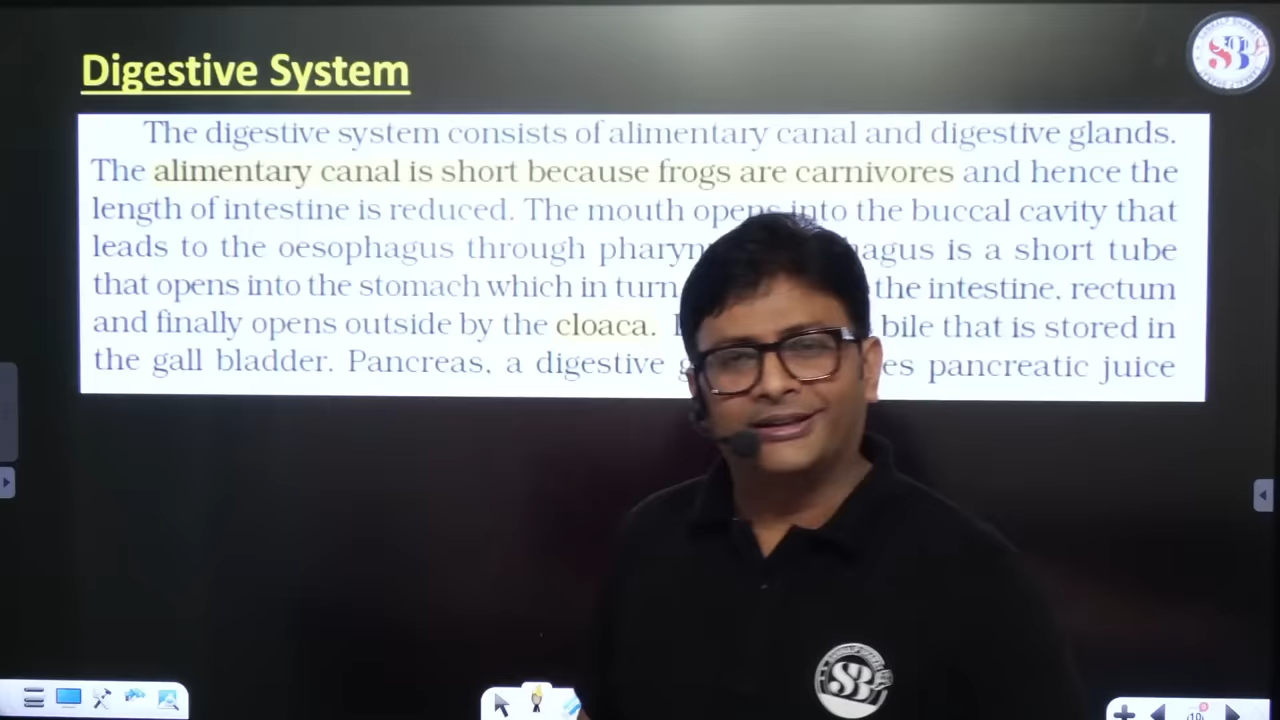 Digestive System
The digestive system consists of alimentary canal and digestive glands.
The alimentary canal is short because frogs are carnivores and hence the
length of intestine is reduced. The mouth opens into the buccal cavity that
leads to the oesophagus through is a short tube
that opens into the stomach which in turn the intestine, rectum
and finally opens outside by the cloaca. bile that is stored in
the gall bladder. Pancreas, a digestive pancreatic juice
SB
SB